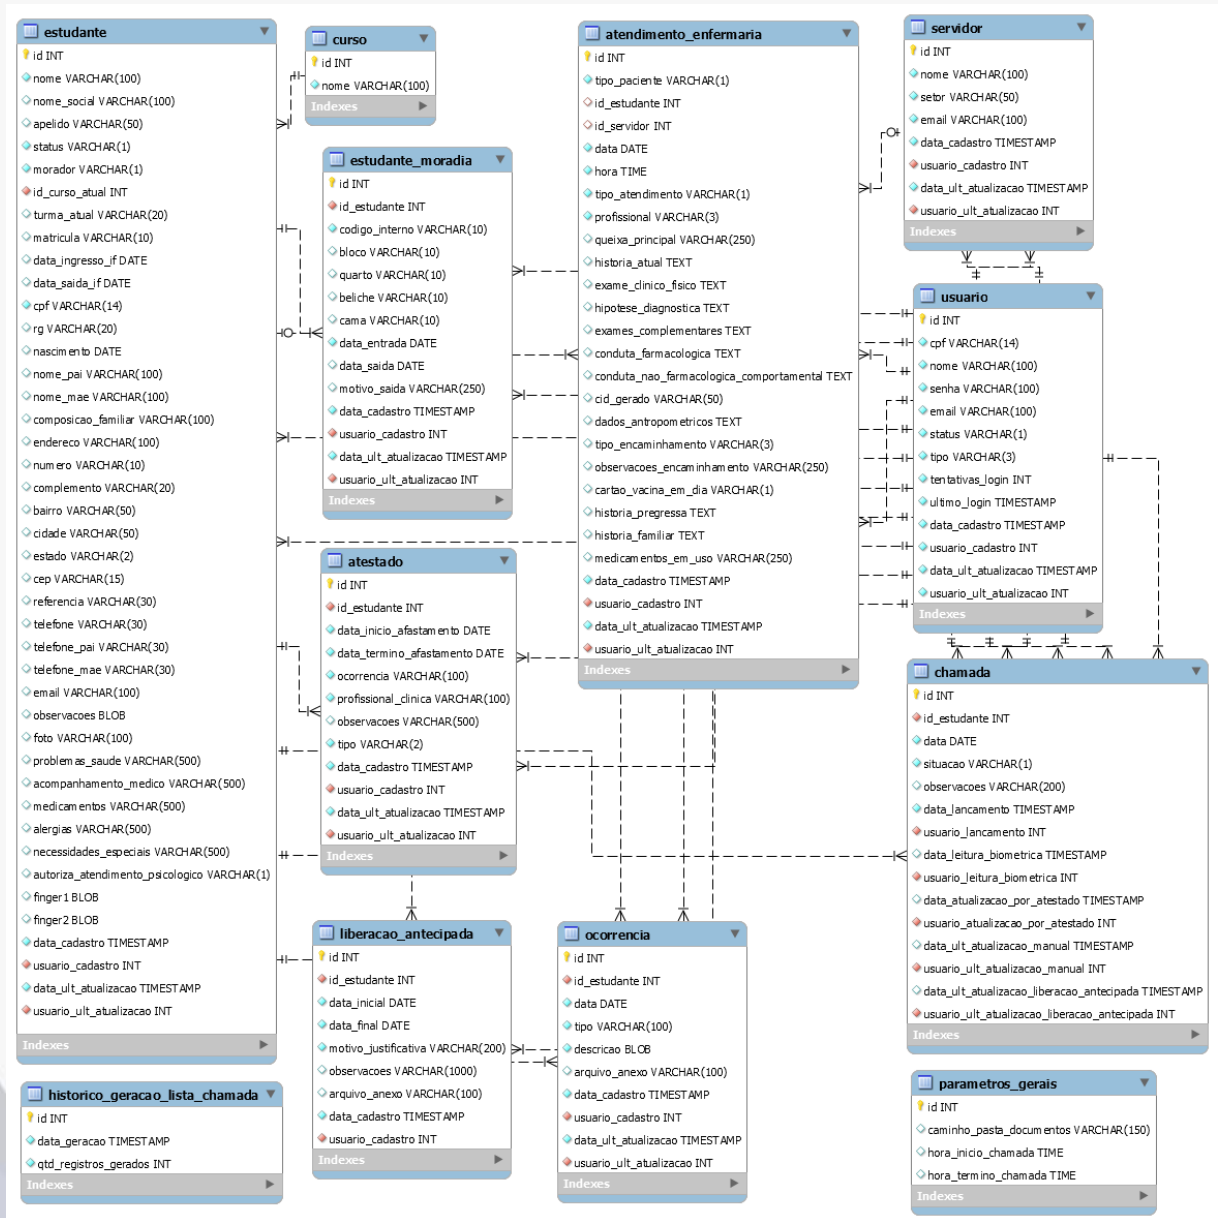 estudante
id INT
nome VARCHAR(100)
nome_social VARCHAR(100)
apelido VARCHAR(50)
status VARCHAR(1)
morador VARCHAR(1)
id_curso_atual INT
turma_atual VARCHAR(20)
matricula VARCHAR(10)
data_ingresso_if DATE
data_saida_if DATE
cpf VARCHAR(14)
rg VARCHAR(20)
nascimento DATE
nome_pai VARCHAR(100)
nome_mae VARCHAR(100)
composicao_familiar VARCHAR(100)
endereco VARCHAR(100)
numero VARCHAR(10)
complemento VARCHAR(20)
bairro VARCHAR(50)
cidade VARCHAR(50)
estado VARCHAR(2)
cep VARCHAR(15)
referencia VARCHAR(30)
telefone VARCHAR(30)
telefone_pai VARCHAR(30)
telefone_mae VARCHAR(30)
email VARCHAR(100)
observacoes BLOB
foto VARCHAR(100)
problemas_saude VARCHAR(500)
acompanhamento_medico VARCHAR(500)
medicamentos VARCHAR(500)
alergias VARCHAR(500)
necessidades_especiais VARCHAR(500)
autoriza_atendimento_psicologico VARCHAR(1)
finger1 BLOB
finger2 BLOB
data_cadastro TIMESTAMP
usuario_cadastro INT
data_ult_atualizacao TIMESTAMP
usuario_ult_atualizacao INT
Indexes
historico_geracao_lista_chamada
id INT
data_geracao TIMESTAMP
qtd_registros_gerados INT
Indexes
curso
id INT
nome VARCHAR(100)
Indexes
estudante_moradia
id INT
id_estudante INT
codigo_interno VARCHAR(10)
bloco VARCHAR(10)
quarto VARCHAR(10)
beliche VARCHAR(10)
cama VARCHAR(10)
data_entrada DATE
data_saida DATE
motivo_saida VARCHAR(250)
data_cadastro TIMESTAMP
usuario_cadastro INT
data_ult_atualizacao TIMESTAMP
usuario_ult_atualizacao INT
Indexes
atestado
id INT
id_estudante INT
data_inicio_afastamento DATE
data_termino_afastamento DATE
ocorrencia VARCHAR(100)
profissional_clinica VARCHAR(100)
observacoes VARCHAR(500)
tipo VARCHAR(2)
data_cadastro TIMESTAMP
usuario_cadastro INT
data_ult_atualizacao TIMESTAMP
usuario_ult_atualizacao INT
Indexes
liberacao_antecipada
id INT
id_estudante INT
data_inicial DATE
data_final DATE
motivo_justificativa VARCHAR(200)
observacoes VARCHAR(1000)
arquivo_anexo VARCHAR(100)
data_cadastro TIMESTAMP
usuario_cadastro INT
Indexes
atendimento_enfermaria
id INT
tipo_paciente VARCHAR(1)
id_estudante INT
id_servidor INT
data DATE
hora TIME
tipo_atendimento VARCHAR(1)
profissional VARCHAR(3)
queixa_principal VARCHAR(250)
historia_atual TEXT
exame_clinico_fisico TEXT
hipotese_diagnostica TEXT
exames_complementares TEXT
conduta_farmacologica TEXT
conduta_nao_farmacologica_comportamental TEXT
cid_gerado VARCHAR(50)
dados_antropometricos TEXT
tipo_encaminhamento VARCHAR(3)
observacoes_encaminhamento VARCHAR(250)
cartao_vacina_em_dia VARCHAR(1)
historia_pregressa TEXT
historia_familiar TEXT
medicamentos_em_uso VARCHAR(250)
data_cadastro TIMESTAMP
usuario_cadastro INT
data_ult_atualizacao TIMESTAMP
usuario_ult_atualizacao INT
Indexes
ocorrencia
id INT
id_estudante INT
data DATE
tipo VARCHAR(100)
descricao BLOB
arquivo_anexo VARCHAR(100)
data_cadastro TIMESTAMP
usuario_cadastro INT
data_ult_atualizacao TIMESTAMP
usuario_ult_atualizacao INT
Indexes
servidor
id INT
nome VARCHAR(100)
setor VARCHAR(50)
email VARCHAR(100)
data_cadastro TIMESTAMP
usuario_cadastro INT
data_ult_atualizacao TIMESTAMP
usuario_ult_atualizacao INT
Indexes
usuario
id INT
cpf VARCHAR(14)
nome VARCHAR(100)
senha VARCHAR(100)
email VARCHAR(100)
status VARCHAR(1)
tipo VARCHAR(3)
tentativas_login INT
ultimo_login TIMESTAMP
data_cadastro TIMESTAMP
usuario_cadastro INT
data_ult_atualizacao TIMESTAMP
usuario_ult_atualizacao INT
Indexes
chamada
id INT
id_estudante INT
data DATE
situacao VARCHAR(1)
observacoes VARCHAR(200)
data_lancamento TIMESTAMP
usuario_lancamento INT
data_leitura_biometrica TIMESTAMP
usuario_leitura_biometrica INT
data_atualizacao_por_atestado TIMESTAMP
usuario_atualizacao_por_atestado INT
data_ult_atualizacao_manual TIMESTAMP
usuario_ult_atualizacao_manual INT
data_ult_atualizacao_liberacao_antecipada TIMESTAMP
usuario_ult_atualizacao_liberacao_antecipada INT
Indexes
parametros_gerais
id INT
caminho_pasta_documentos VARCHAR(150)
hora_inicio_chamada TIME
hora_termino_chamada TIME
Indexes